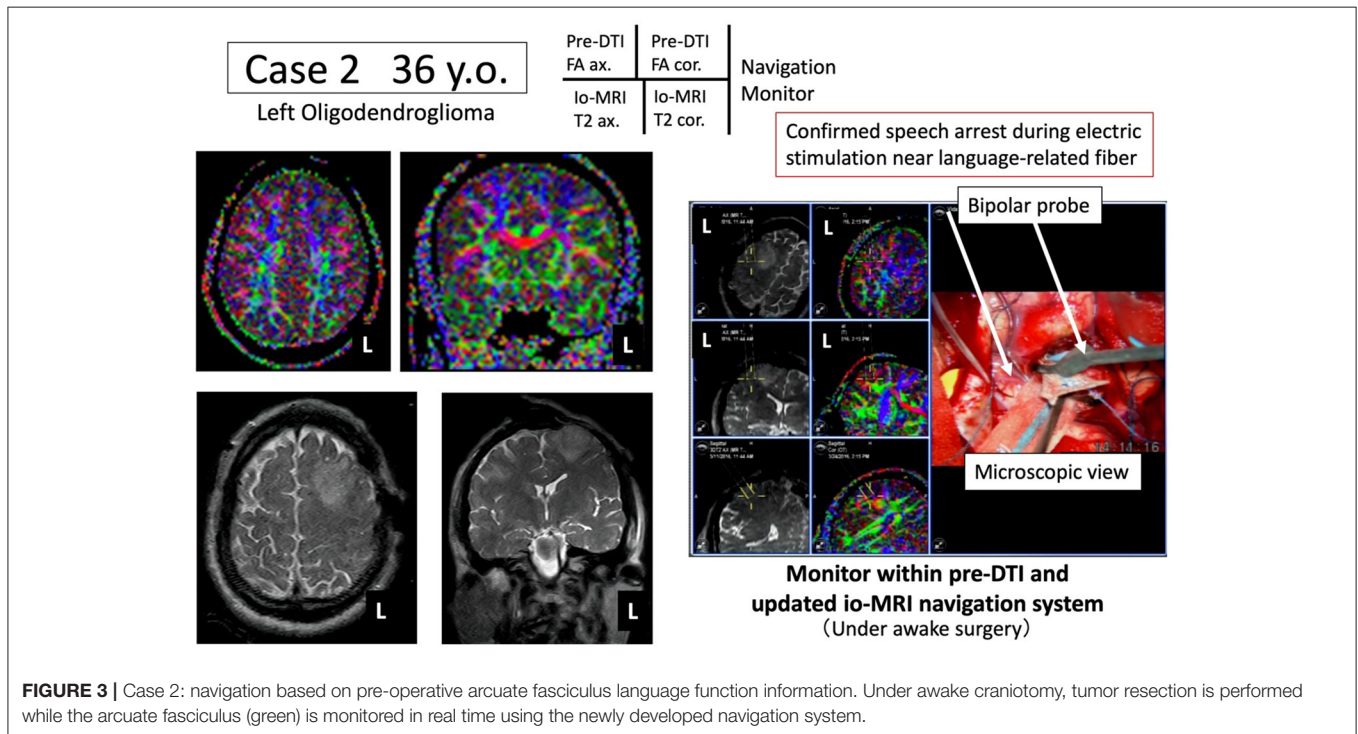 Case 2 36 y.o.
Left Oligodendroglioma
Pre-DTI
FA ax.
Pre-DTI
FA cor.
Io-MRI
T2 ax.
Io-MRI
T2 cor.
Navigation
Monitor
Confirmed speech arrest during electric
stimulation near language-related fiber
Bipolar probe
L
L
L
L
L
L
L
L
Microscopic view
14:14:16
Monitor within pre-DTI and
updated io-MRI navigation system
(Under awake surgery)
FIGURE 3 | Case 2: navigation based on pre-operative arcuate fasciculus language function information. Under awake craniotomy, tumor resection is performed
while the arcuate fasciculus (green) is monitored in real time using the newly developed navigation system.